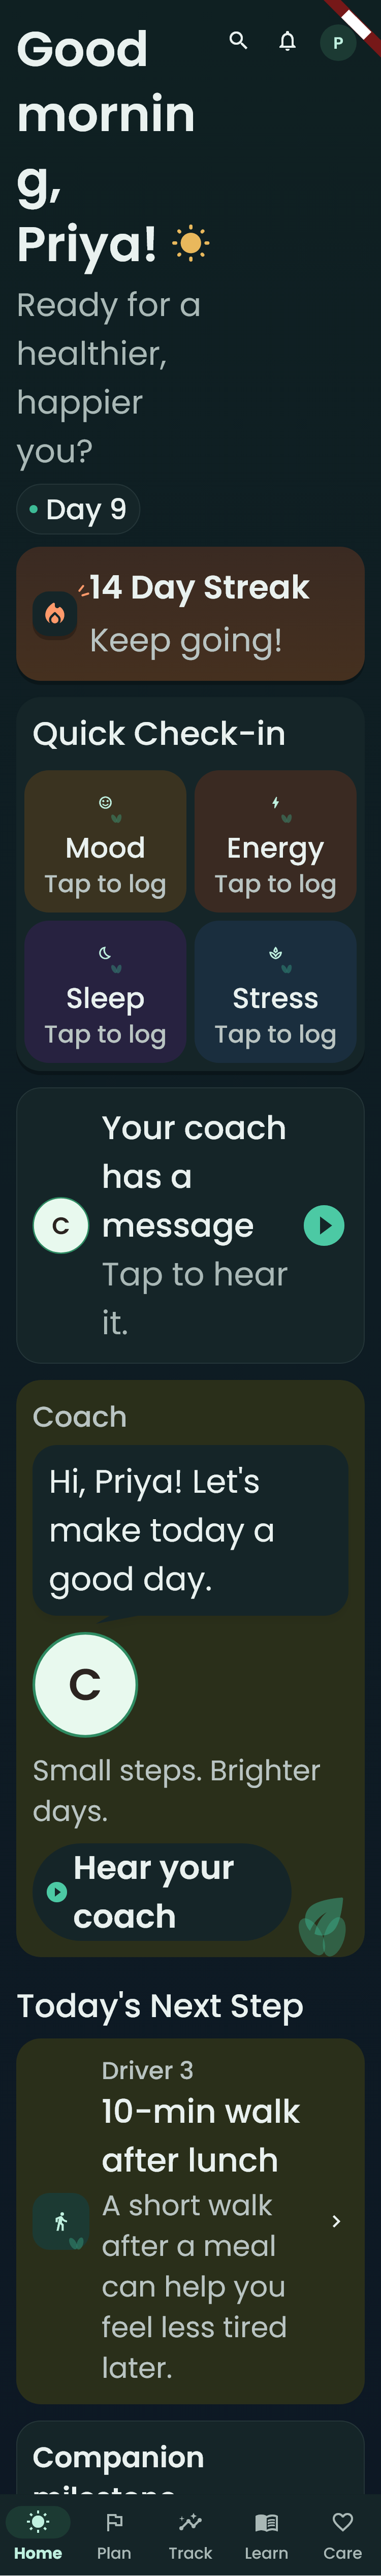 Good
mornin
g,
Priya!
P
Ready for a
healthier,
happier
you?
Day 9
14 Day Streak
Keep going!
Quick Check-in
Mood
Tap to log
Energy
Tap to log
Sleep
Tap to log
Stress
Tap to log
C
Your coach
has a
message
Tap to hear
it.
Coach
Hi, Priya! Let's
make today a
good day.
C
Small steps. Brighter
days.
Hear your
coach
Today's Next Step
Driver 3
10-min walk
after lunch
A short walk
after a meal
can help you
feel less tired
later.
Companion
milestone
Home
Plan
Track
Learn
Care